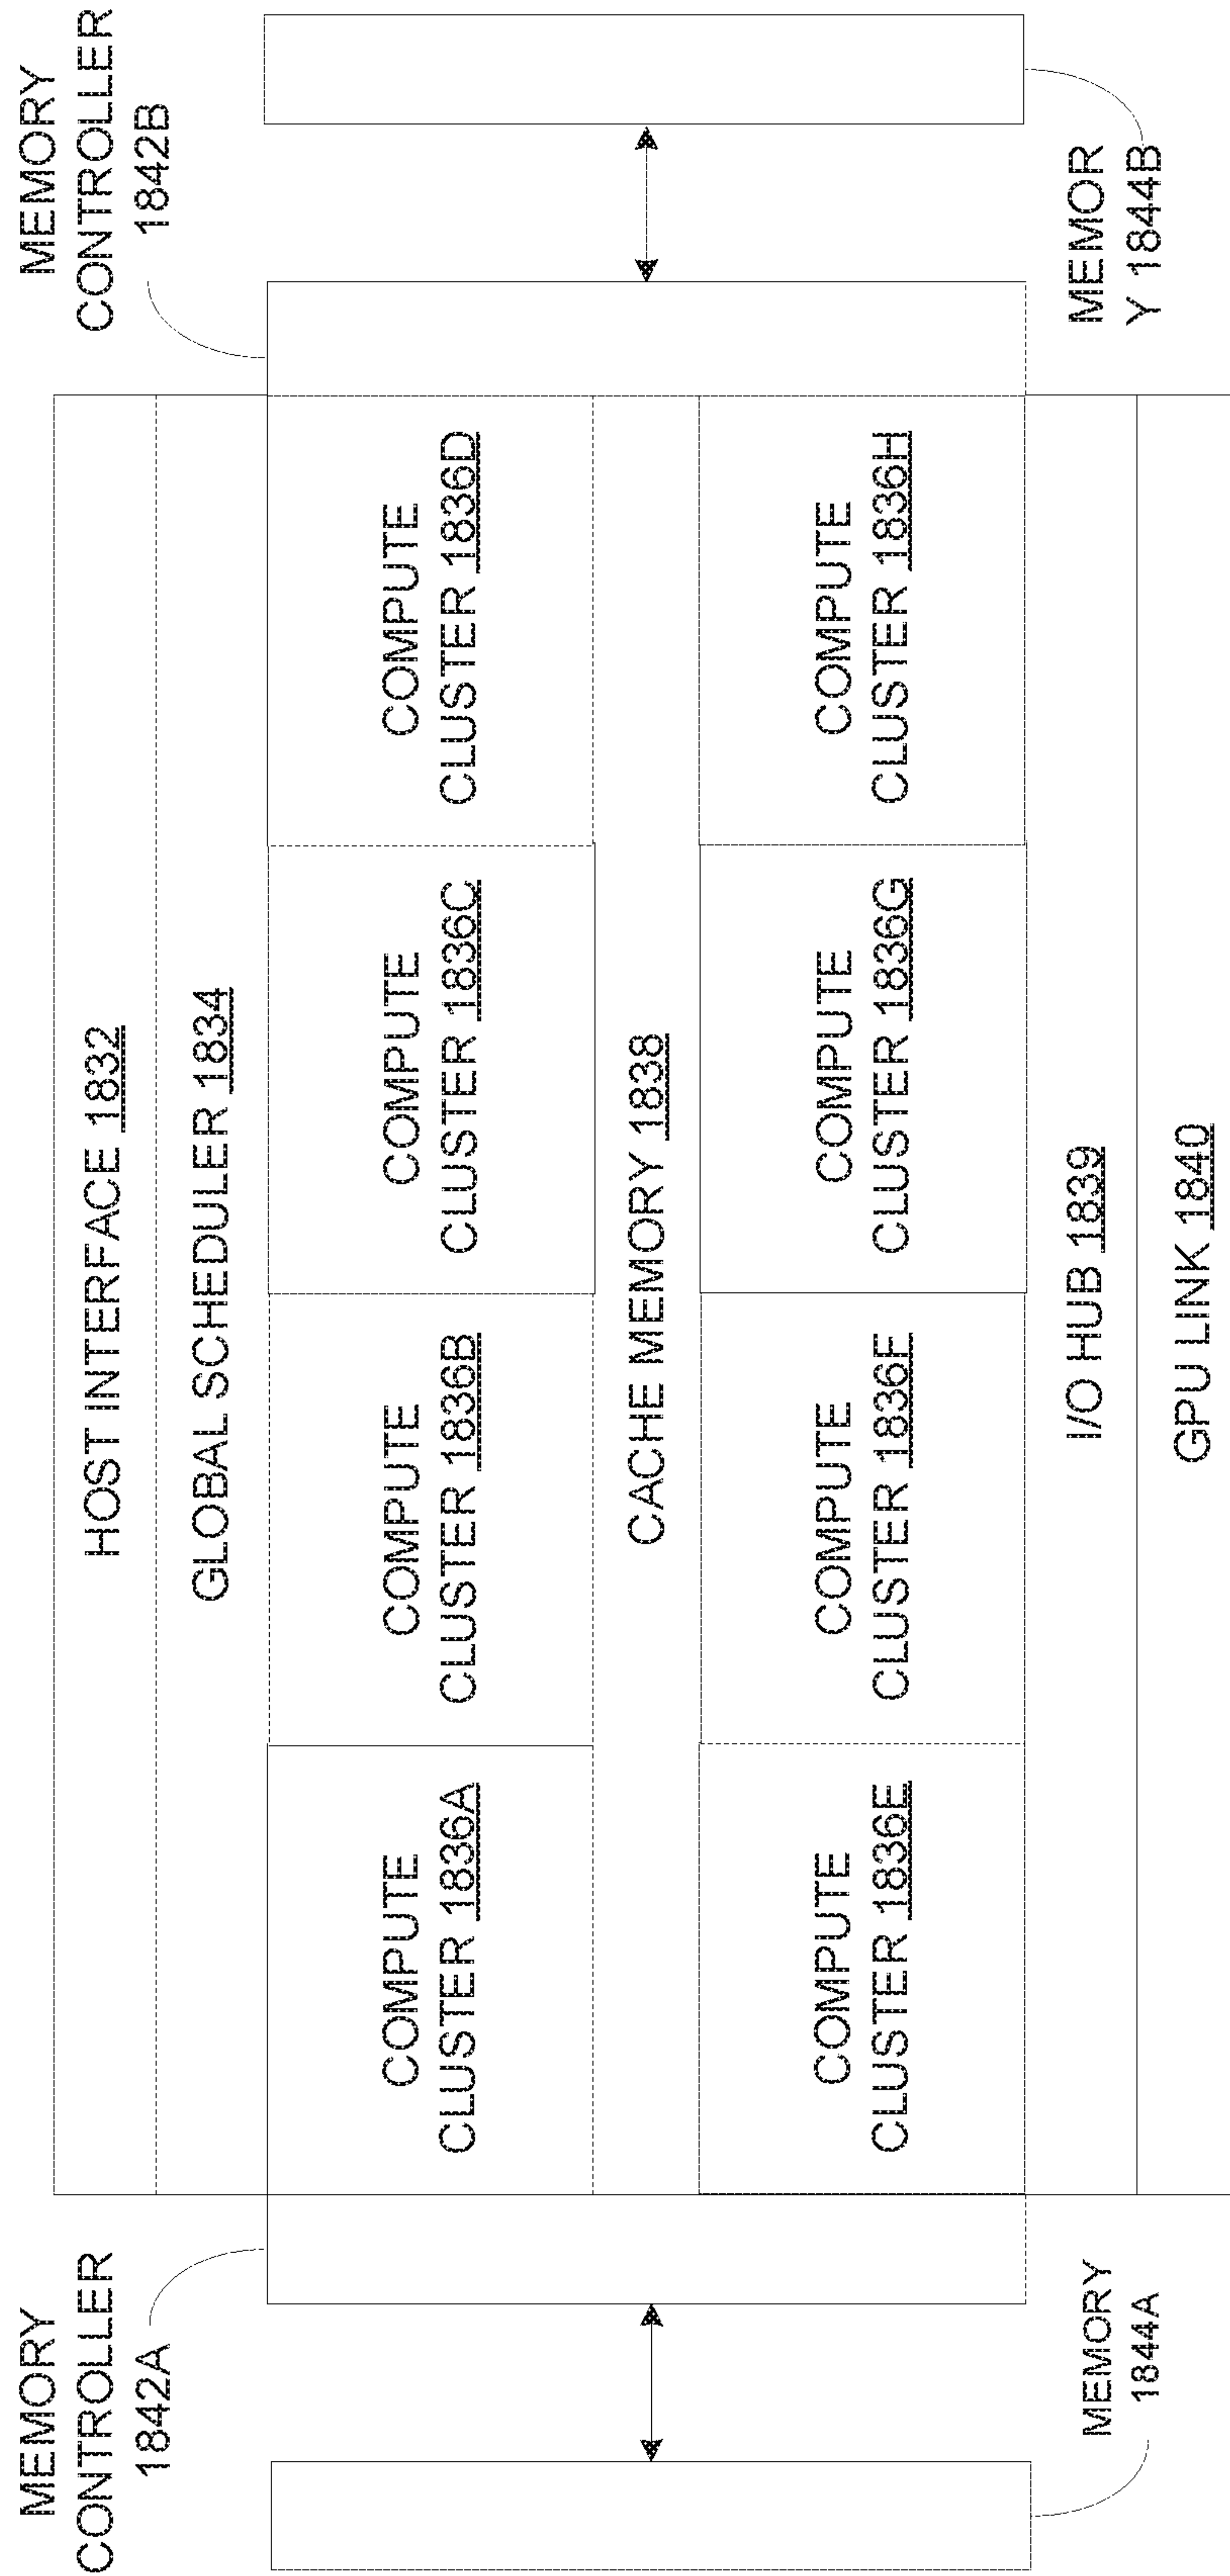 MEMORY
CONTROLLER
1842A
MEMORY
CONTROLLER
1842B
HOST INTERFACE 1832
GLOBAL SCHEDULER 1834
COMPUTE
CLUSTER 1836A
COMPUTE
CLUSTER 1836B
COMPUTE
CLUSTER 1836C
COMPUTE
CLUSTER 1836D
CACHE MEMORY 1838
COMPUTE
CLUSTER 1836E
COMPUTE
CLUSTER 1836F
COMPUTE
CLUSTER 1836G
COMPUTE
CLUSTER 1836H
I/O HUB 1839
GPU LINK 1840
MEMORY
1844A
MEMOR
Y 1844B